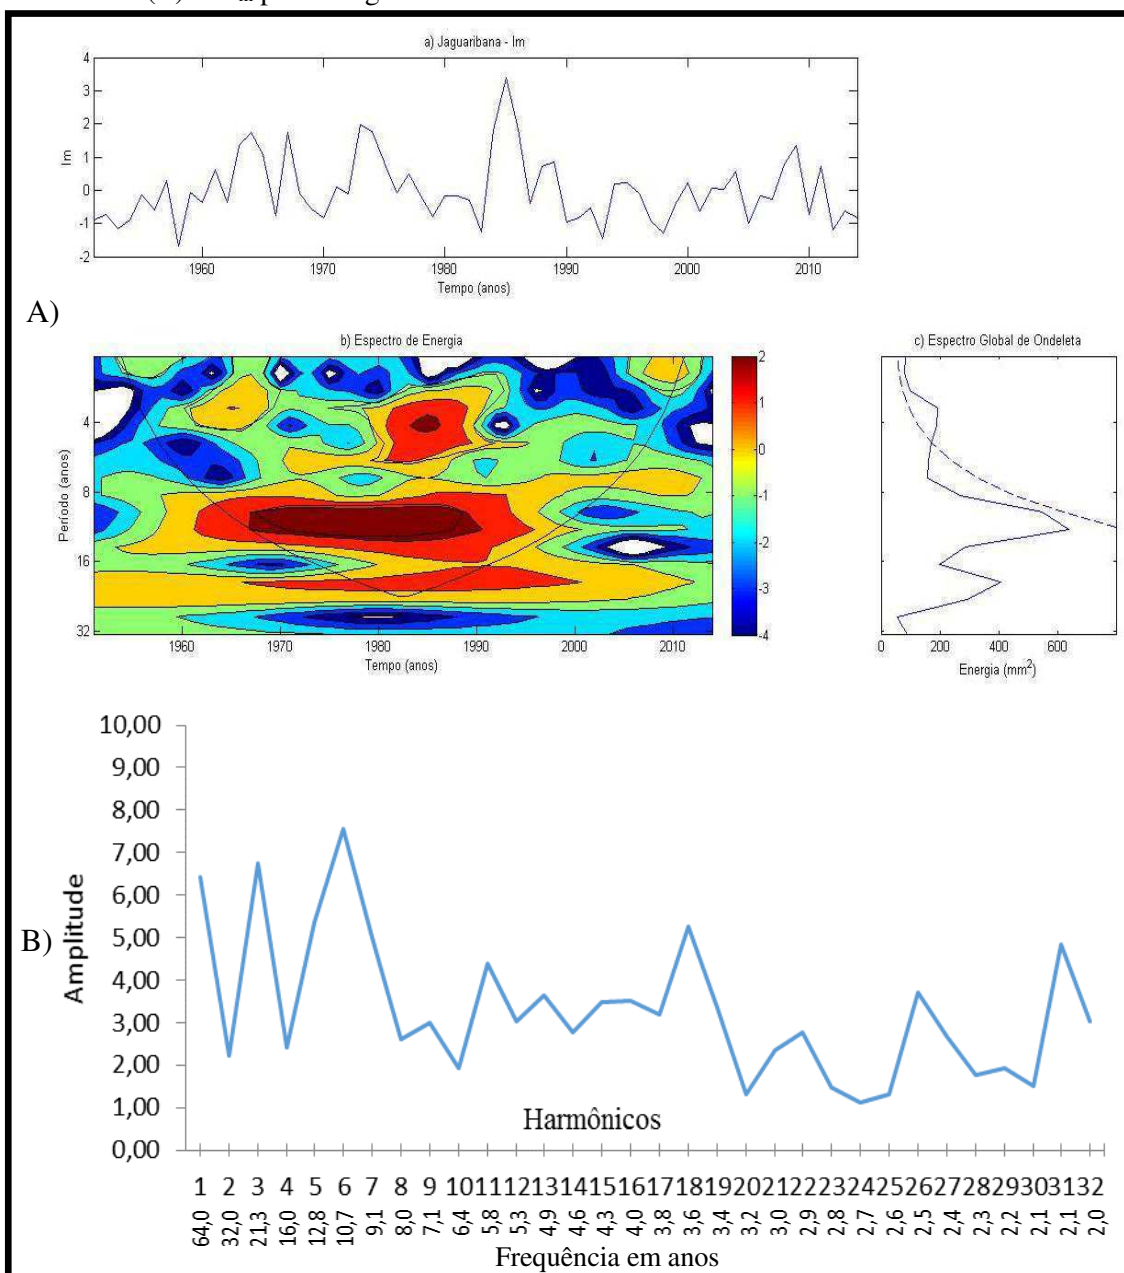 a) Jaguaribana - Im
4
3
2
1
0
-1
-2
Im
1960 1970 1980 1990 2000 2010
Tempo (anos)
A)
b) Espectro de Energia
4
8
16
32
Período (anos)
1960 1970 1980 1990 2000 2010
Tempo (anos)
2
1
0
-1
-2
-3
-4
c) Espectro Global de Ondeleta
0 200 400 600
Energia (mm²)
B)
Amplitude
10,00
9,00
8,00
7,00
6,00
5,00
4,00
3,00
2,00
1,00
0,00
Harmônicos
1 2 3 4 5 6 7 8 9 10 11 12 13 14 15 16 17 18 19 20 21 22 23 24 25 26 27 28 29 30 31 32
64,0 32,0 21,3 16,0 12,8 10,7 9,1 8,0 7,1 6,4 5,8 5,3 4,9 4,6 4,3 4,0 3,8 3,6 3,4 3,2 3,0 2,9 2,8 2,7 2,6 2,5 2,4 2,3 2,2 2,1 2,1 2,0
Frequência em anos